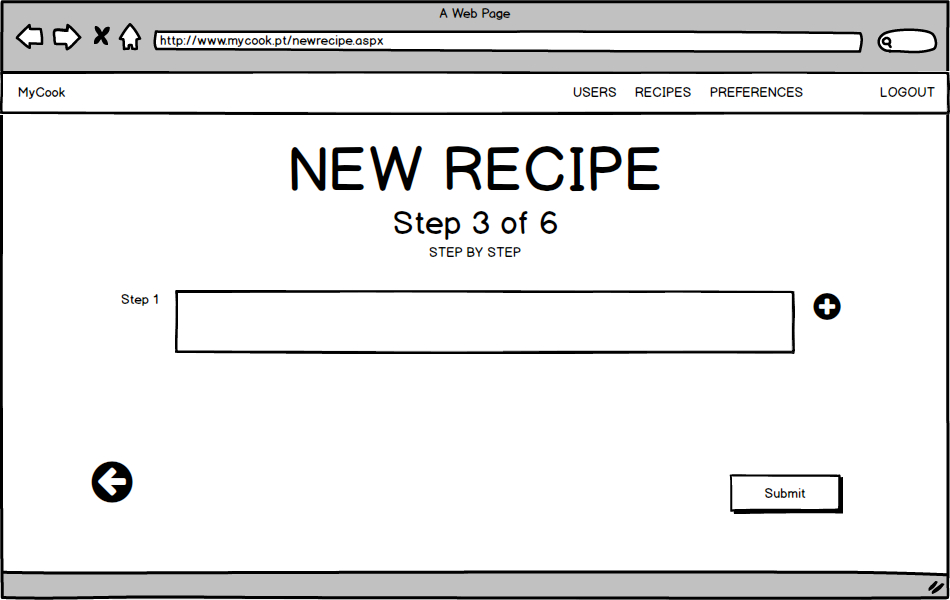 A Web Page
http://www.mycook.pt/newrecipe.aspx
MyCook USERS RECIPES PREFERENCES LOGOUT
NEW RECIPE
Step 3 of 6
STEP BY STEP
Step 1
Submit